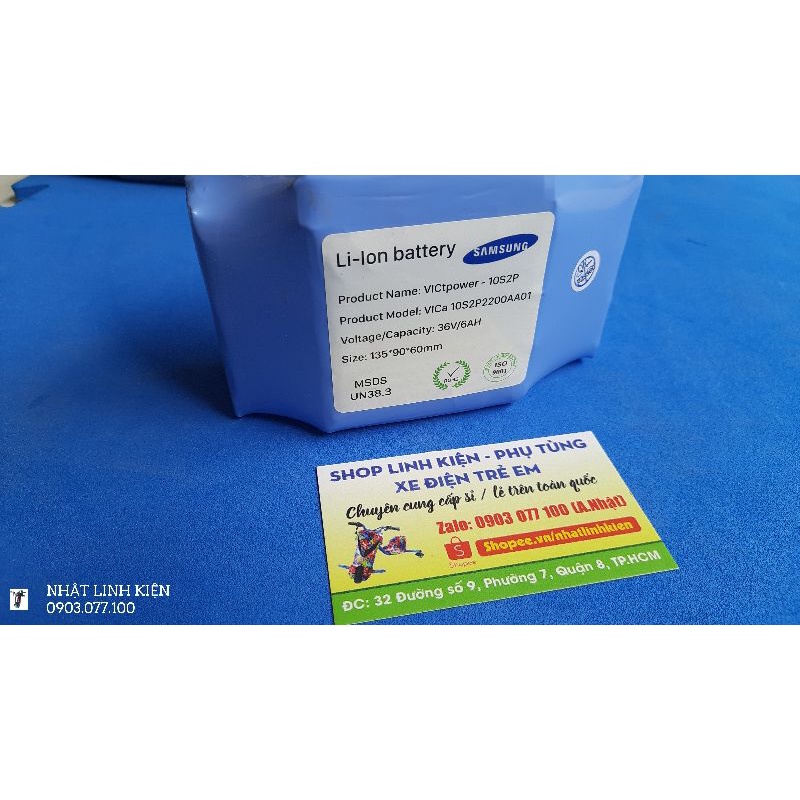 Li-Ion battery SAMSUNG
Product Name: VICtpower - 10S2P
Product Model: VICa 10S2P2200AA01
Voltage/Capacity: 36V/6AH
Size: 135*90*60mm
MSDS
UN38.3
ISO
9001
SHOP LINH KIỆN - PHỤ TÙNG
XE ĐIỆN TRẺ EM
Chuyên cung cấp sỉ / lẻ trên toàn quốc
Zalo: 0903 077 100 (A.Nhật)
Shopee
Shopee.vn/nhatlinhkien
ĐC: 32 Đường số 9, Phường 7, Quận 8, TP.HCM
NHẬT LINH KIỆN
0903.077.100